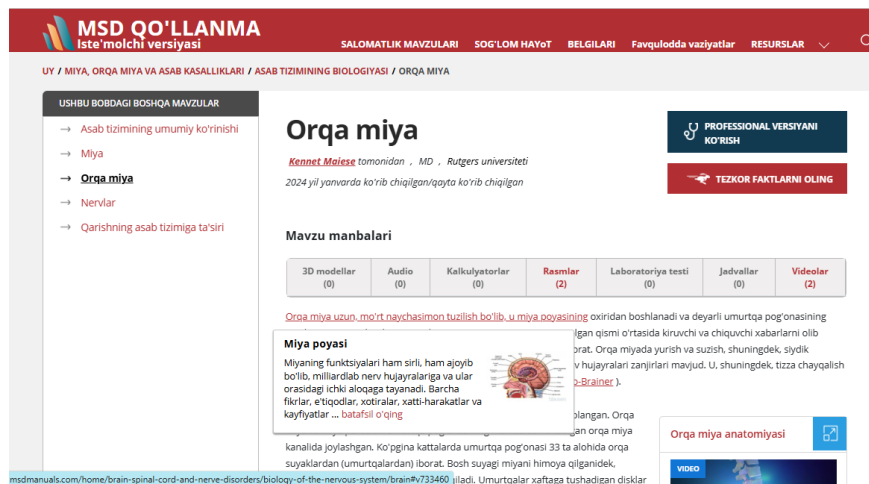 MSD QO'LLANMA
Iste'molchi versiyasi
SALOMATLIK MAVZULARI SOG'LOM HAYoT BELGILARI Favqulodda vaziyatlar RESURSLAR
UY / MIYA, ORQA MIYA VA ASAB KASALLIKLARI / ASAB TIZIMINING BIOLOGIYASI / ORQA MIYA
USHBU BOBDAGI BOSHQA MAVZULAR
→ Asab tizimining umumiy ko'rinishi
→ Miya
→ Orqa miya
→ Nervlar
→ Qarishning asab tizimiga ta'siri
Orqa miya
Kennet Maiese tomonidan , MD , Rutgers universiteti
2024 yil yanvarda ko'rib chiqilgan/qayta ko'rib chiqilgan
PROFESSIONAL VERSIYANI
KO'RISH
TEZKOR FAKTLARNI OLING
Mavzu manbalari
3D modellar Audio Kalkulyatorlar Rasmlar Laboratoriya testi Jadvallar Videolar
(0) (0) (0) (2) (0) (0) (2)
Orqa miya uzun, mo'rt naychasimon tuzilish bo'lib, u miya poyasining oxiridan boshlanadi va deyarli umurtqa pog'onasining
lgan qismi o'rtasida kiruvchi va chiquvchi xabarlarni olib
orat. Orqa miyada yurish va suzish, shuningdek, siydik
v hujayralari zanjirlari mavjud. U, shuningdek, tizza chayqalish
o-Brainer ).
Miya poyasi
Miyaning funktsiyalari ham sirli, ham ajoyib
bo'lib, milliardlab nerv hujayralariga va ular
orasidagi ichki aloqaga tayanadi. Barcha
fikrlar, e'tiqodlar, xotiralar, xatti-harakatlar va
kayfiyatlar ... batafsil o'qing
olangan. Orqa
gan orqa miya
kanalida joylashgan. Ko'pgina kattalarda umurtqa pog'onasi 33 ta alohida orqa
suyaklardan (umurtqalardan) iborat. Bosh suyagi miyani himoya qilganidek,
iladi. Umurtqalar xaftaga tushadigan disklar
Orqa miya anatomiyasi
VIDEO
msdmanuals.com/home/brain-spinal-cord-and-nerve-disorders/biology-of-the-nervous-system/brain#v733460